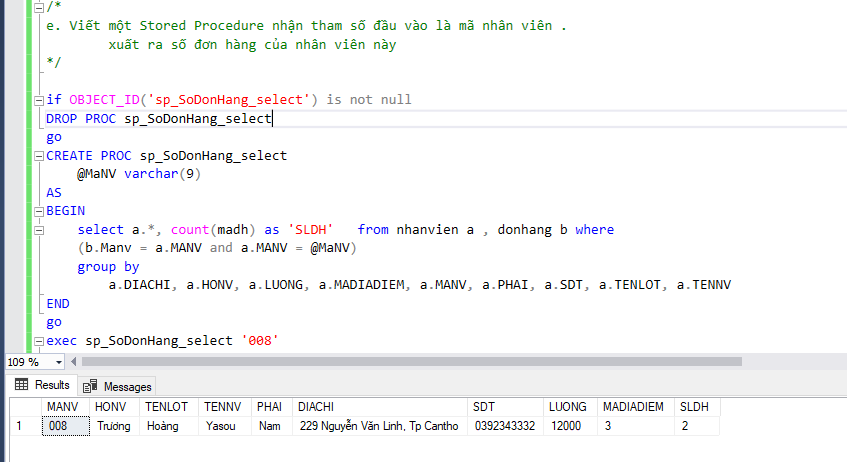 /*
e. Viết một Stored Procedure nhận tham số đầu vào là mã nhân viên .
xuất ra số đơn hàng của nhân viên này
*/
if OBJECT_ID('sp_SoDonHang_select') is not null
DROP PROC sp_SoDonHang_select
go
CREATE PROC sp_SoDonHang_select
@MaNV varchar(9)
AS
BEGIN
select a.*, count(madh) as 'SLDH' from nhanvien a , donhang b where
(b.Manv = a.MANV and a.MANV = @MaNV)
group by
a.DIACHI, a.HONV, a.LUONG, a.MADIADIEM, a.MANV, a.PHAI, a.SDT, a.TENLOT, a.TENNV
END
go
exec sp_SoDonHang_select '008'
109 %
Results Messages
MANV HONV TENLOT TENNV PHAI DIACHI SDT LUONG MADIADIEM SLDH
1 008 Trương Hoàng Yasou Nam 229 Nguyễn Văn Linh, Tp Cantho 0392343332 12000 3 2